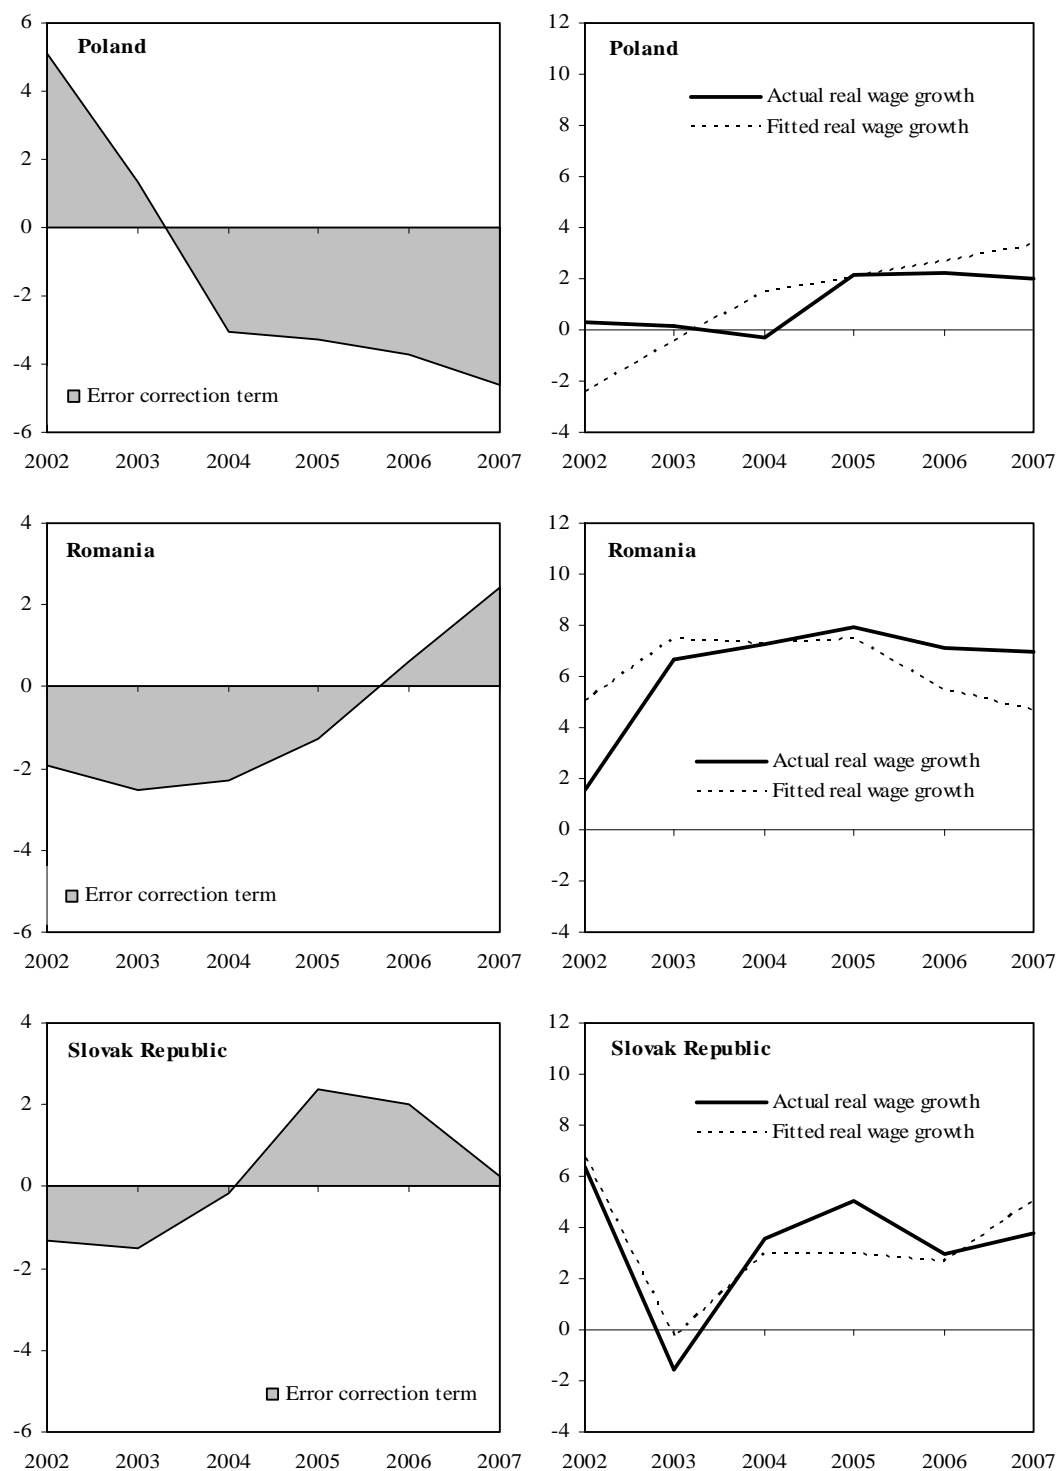 Poland
6
4
2
0
-2
-4
-6
Error correction term
2002 2003 2004 2005 2006 2007
Poland
12
10
8
6
4
2
0
-2
-4
Actual real wage growth
Fitted real wage growth
2002 2003 2004 2005 2006 2007
Romania
4
2
0
-2
-4
-6
Error correction term
2002 2003 2004 2005 2006 2007
Romania
12
10
8
6
4
2
0
-2
-4
Actual real wage growth
Fitted real wage growth
2002 2003 2004 2005 2006 2007
Slovak Republic
4
2
0
-2
-4
-6
Error correction term
2002 2003 2004 2005 2006 2007
Slovak Republic
12
10
8
6
4
2
0
-2
-4
Actual real wage growth
Fitted real wage growth
2002 2003 2004 2005 2006 2007